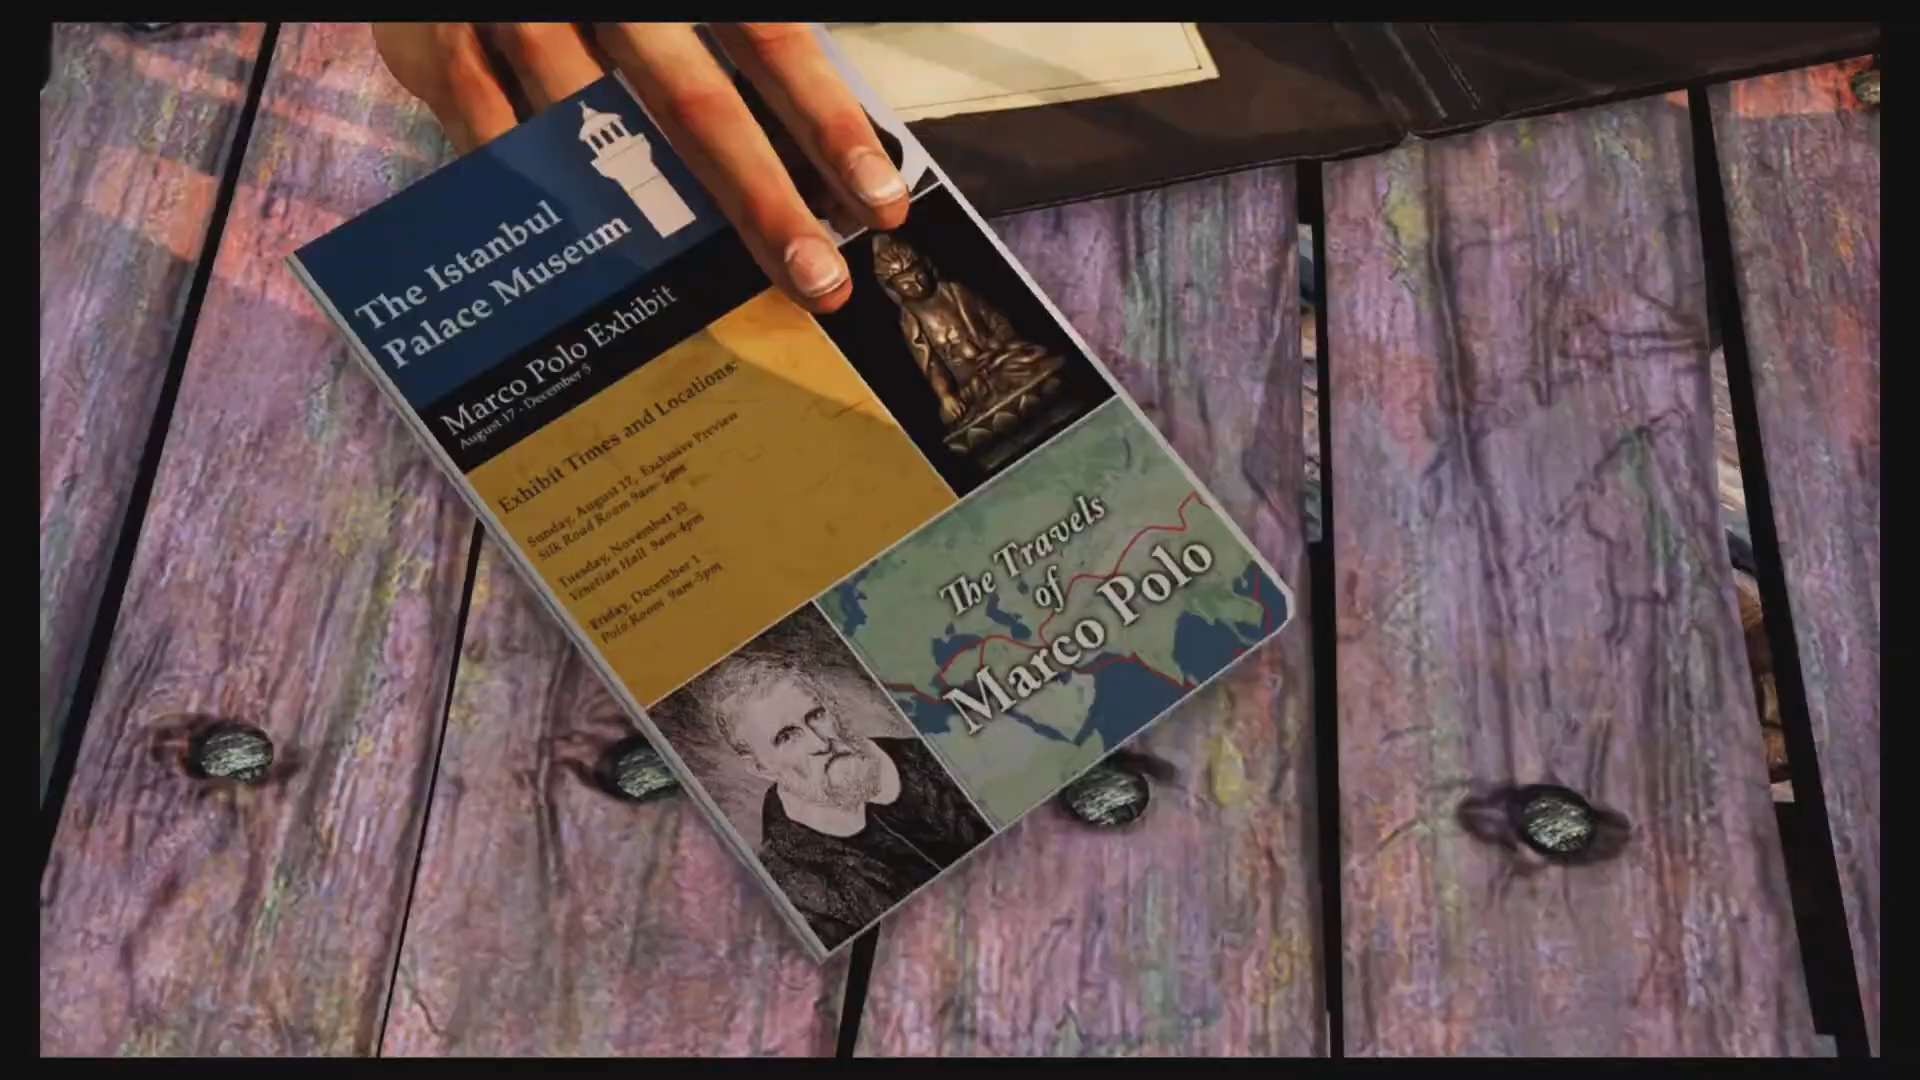 The Istanbul
Palace Museum
Marco Polo Exhibit
August 17 - December 5
Exhibit Times and Locations:
Sunday, August 17, Exclusive Preview
Silk Road Room 9am-5pm
Tuesday, November 20
Venetian Hall 9am-4pm
Friday, December 1
Polo Room 9am-5pm
The Travels
of
Marco Polo